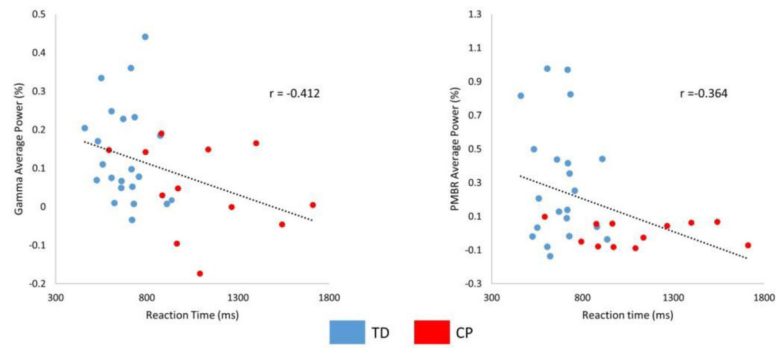 0.5
0.4
0.3
0.2
0.1
0
-0.1
-0.2
Gamma Average Power (%)
r = -0.412
300 800 1300 1800
Reaction Time (ms)
1.3
1.1
0.9
0.7
0.5
0.3
0.1
-0.1
-0.3
PMBR Average Power (%)
r =-0.364
300 800 1300 1800
Reaction time (ms)
TD CP